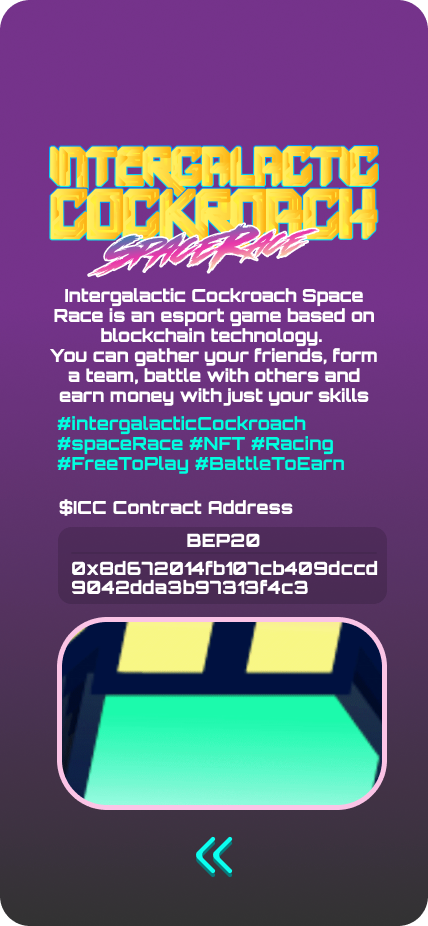 INTERGALACTIC
COCKROACH
SPACERACE
Intergalactic Cockroach Space
Race is an esport game based on
blockchain technology.
You can gather your friends, form
a team, battle with others and
earn money with just your skills
#intergalacticCockroach
#spaceRace #NFT #Racing
#FreeToPlay #BattleToEarn
$ICC Contract Address
BEP20
0x8d672014fb107cb409dccd
9042dda3b97313f4c3